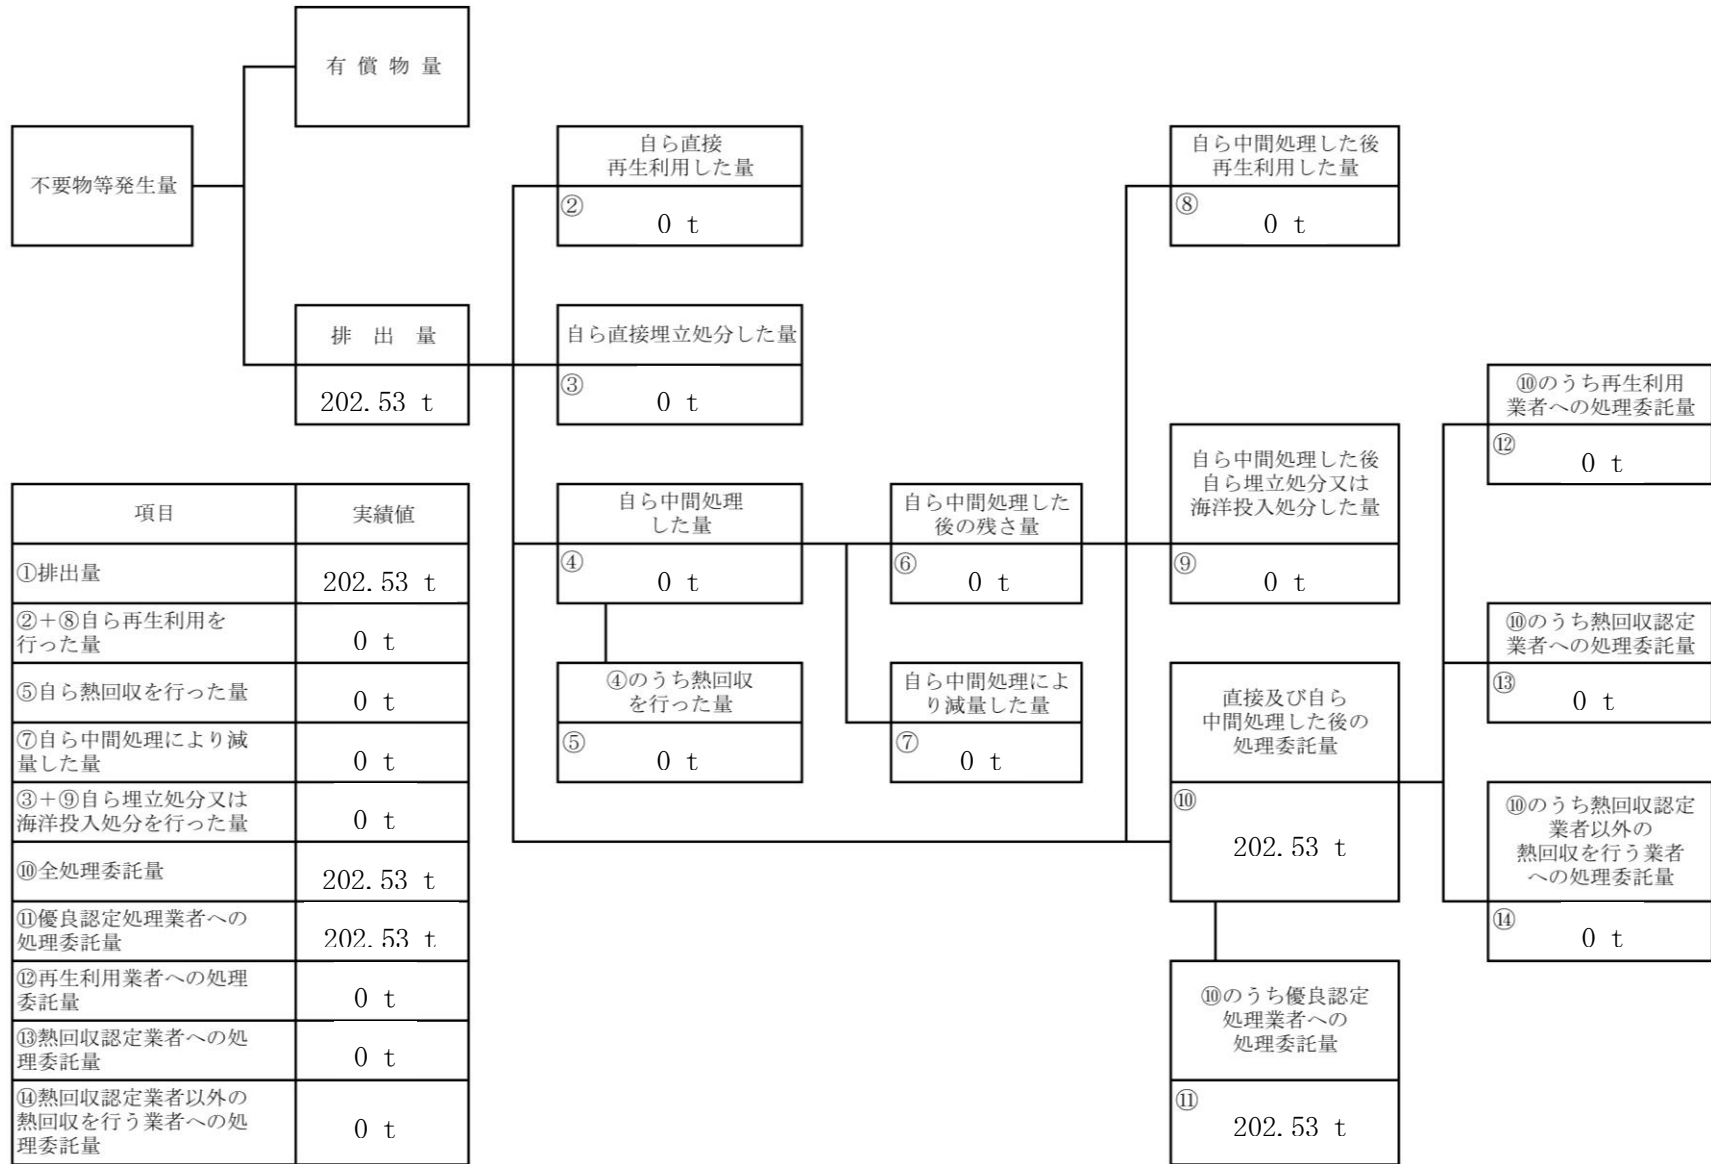 有償物量
不要物等発生量
排出量
202.53 t
自ら直接
再生利用した量
②
0 t
自ら直接埋立処分した量
③
0 t
自ら中間処理
した量
④
0 t
④のうち熱回収
を行った量
⑤
0 t
自ら中間処理した
後の残さ量
⑥
0 t
自ら中間処理によ
り減量した量
⑦
0 t
自ら中間処理した後
再生利用した量
⑧
0 t
自ら中間処理した後
自ら埋立処分又は
海洋投入処分した量
⑨
0 t
直接及び自ら
中間処理した後の
処理委託量
⑩
202.53 t
⑩のうち優良認定
処理業者への
処理委託量
⑪
202.53 t
⑩のうち再生利用
業者への処理委託量
⑫
0 t
⑩のうち熱回収認定
業者への処理委託量
⑬
0 t
⑩のうち熱回収認定
業者以外の
熱回収を行う業者
への処理委託量
⑭
0 t
項目 実績値
①排出量 202.53 t
②+⑧自ら再生利用を
行った量 0 t
⑤自ら熱回収を行った量 0 t
⑦自ら中間処理により減
量した量 0 t
③+⑨自ら埋立処分又は
海洋投入処分を行った量 0 t
⑩全処理委託量 202.53 t
⑪優良認定処理業者への
処理委託量 202.53 t
⑫再生利用業者への処理
委託量 0 t
⑬熱回収認定業者への処
理委託量 0 t
⑭熱回収認定業者以外の
熱回収を行う業者への処
理委託量 0 t